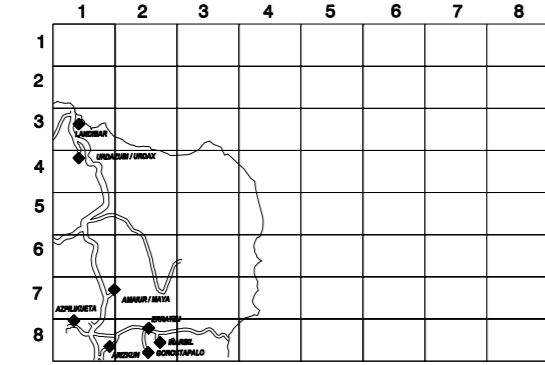 1 2 3 4 5 6 7 8
1
2
3
LANDIBAR
4
URDAZUBI / URDAX
5
6
7
AMAIUR / MAYA
AZPILIKUETA
ERRATZU
8
IÑARBIL
ARIZKUN
GOROSTAPALO